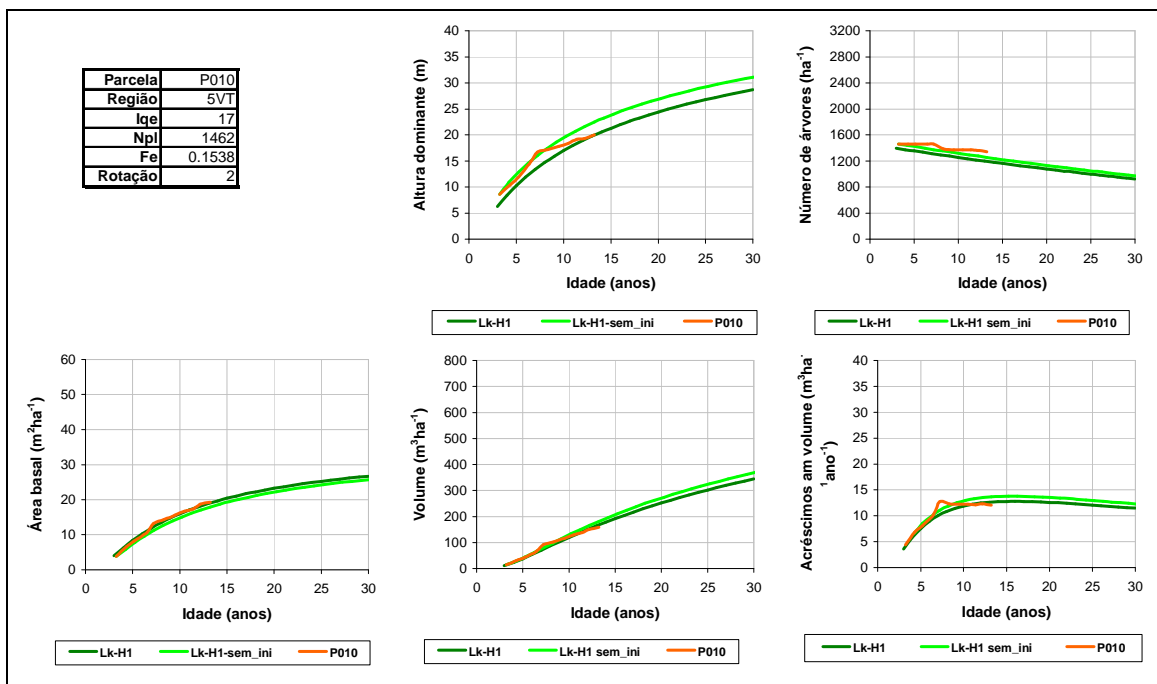 Parcela P010
Região 5VT
Iqe 17
Npl 1462
Fe 0.1538
Rotação 2
Altura dominante (m)
40
35
30
25
20
15
10
5
0
0 5 10 15 20 25 30
Idade (anos)
Lk-H1 Lk-H1-sem_ini P010
Número de árvores (ha-1)
3200
2800
2400
2000
1600
1200
800
400
0
0 5 10 15 20 25 30
Idade (anos)
Lk-H1 Lk-H1 sem_ini P010
Área basal (m2ha-1)
60
50
40
30
20
10
0
0 5 10 15 20 25 30
Idade (anos)
Lk-H1 Lk-H1-sem_ini P010
Volume (m3ha-1)
800
700
600
500
400
300
200
100
0
0 5 10 15 20 25 30
Idade (anos)
Lk-H1 Lk-H1 sem_ini P010
Acréscimos am volume (m3ha-
1ano-1)
40
35
30
25
20
15
10
5
0
0 5 10 15 20 25 30
Idade (anos)
Lk-H1 Lk-H1 sem_ini P010